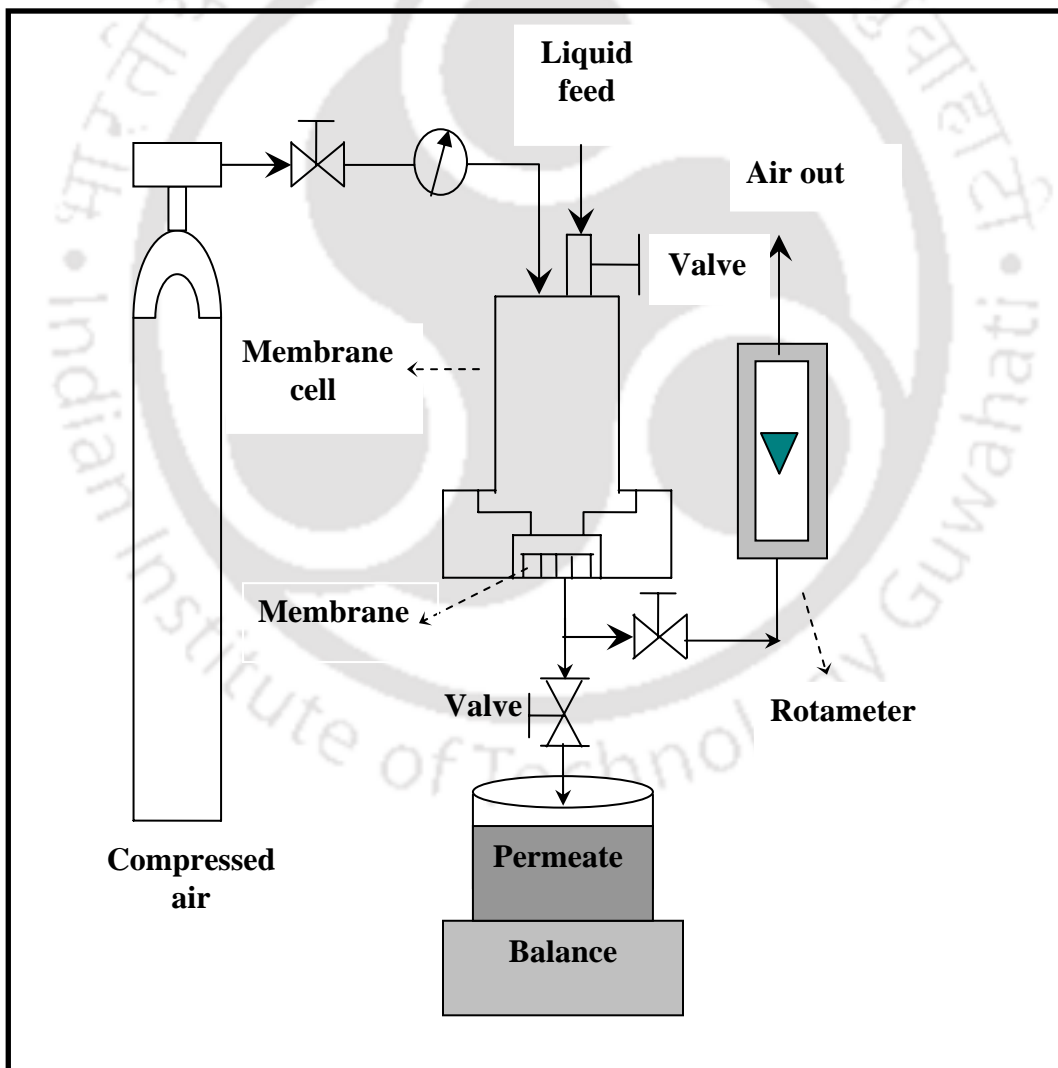 Liquid
feed
Air out
Valve
Membrane
cell
Membrane
Valve
Rotameter
Compressed
air
Permeate
Balance
Indian Institute of Technology Guwahati